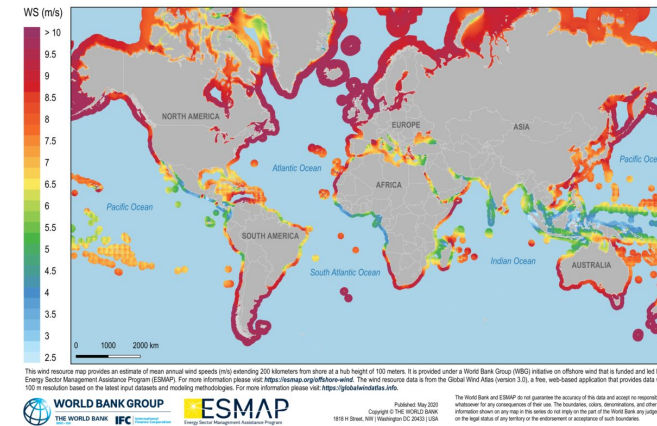 WS (m/s)
> 10
9.5
9
8.5
8
7.5
7
6.5
6
5.5
5
4.5
4
3.5
3
2.5
NORTH AMERICA
EUROPE
ASIA
Atlantic Ocean
Pacific Oce
AFRICA
Pacific Ocean
SOUTH AMERICA
South Atlantic Ocean
Indian Ocean
AUSTRALIA
0 1000 2000 km
This wind resource map provides an estimate of mean annual wind speeds (m/s) extending 200 kilometers from shore at a hub height of 100 meters. It is provided under a World Bank Group (WBG) initiative on offshore wind that is funded and led
Energy Sector Management Assistance Program (ESMAP). For more information please visit: https://esmap.org/offshore-wind. The wind resource data is from the Global Wind Atlas (version 3.0), a free, web-based application that provides data
100 m resolution based on the latest input datasets and modeling methodologies. For more information please visit: https://globalwindatlas.info.
WORLD BANK GROUP
THE WORLD BANK IFC International Finance Corporation
ESMAP
Energy Sector Management Assistance Program
Published: May 2020
Copyright © THE WORLD BANK
1818 H Street, NW | Washington DC 20433 | USA
The World Bank and ESMAP do not guarantee the accuracy of this data and accept no responsib
whatsoever for any consequences of their use. The boundaries, colors, denominations, and other
information shown on any map in this series do not imply on the part of the World Bank any judge
on the legal status of any territory or the endorsement or acceptance of such boundaries.